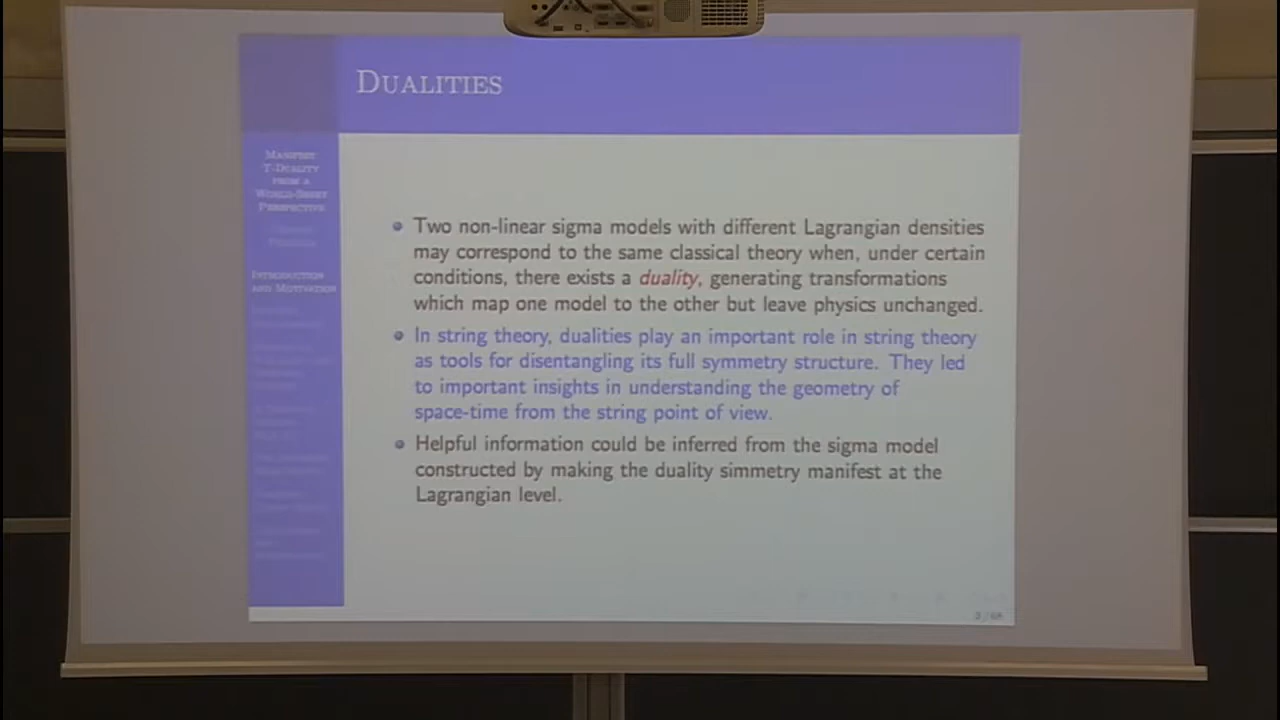 DUALITIES
MANIFEST
T-DUALITY
FROM A
WORLD-SHEET
PERSPECTIVE
INTRODUCTION
AND MOTIVATION
Two non-linear sigma models with different Lagrangian densities
may correspond to the same classical theory when, under certain
conditions, there exists a duality, generating transformations
which map one model to the other but leave physics unchanged.
In string theory, dualities play an important role in string theory
as tools for disentangling its full symmetry structure. They led
to important insights in understanding the geometry of
space-time from the string point of view.
Helpful information could be inferred from the sigma model
constructed by making the duality simmetry manifest at the
Lagrangian level.